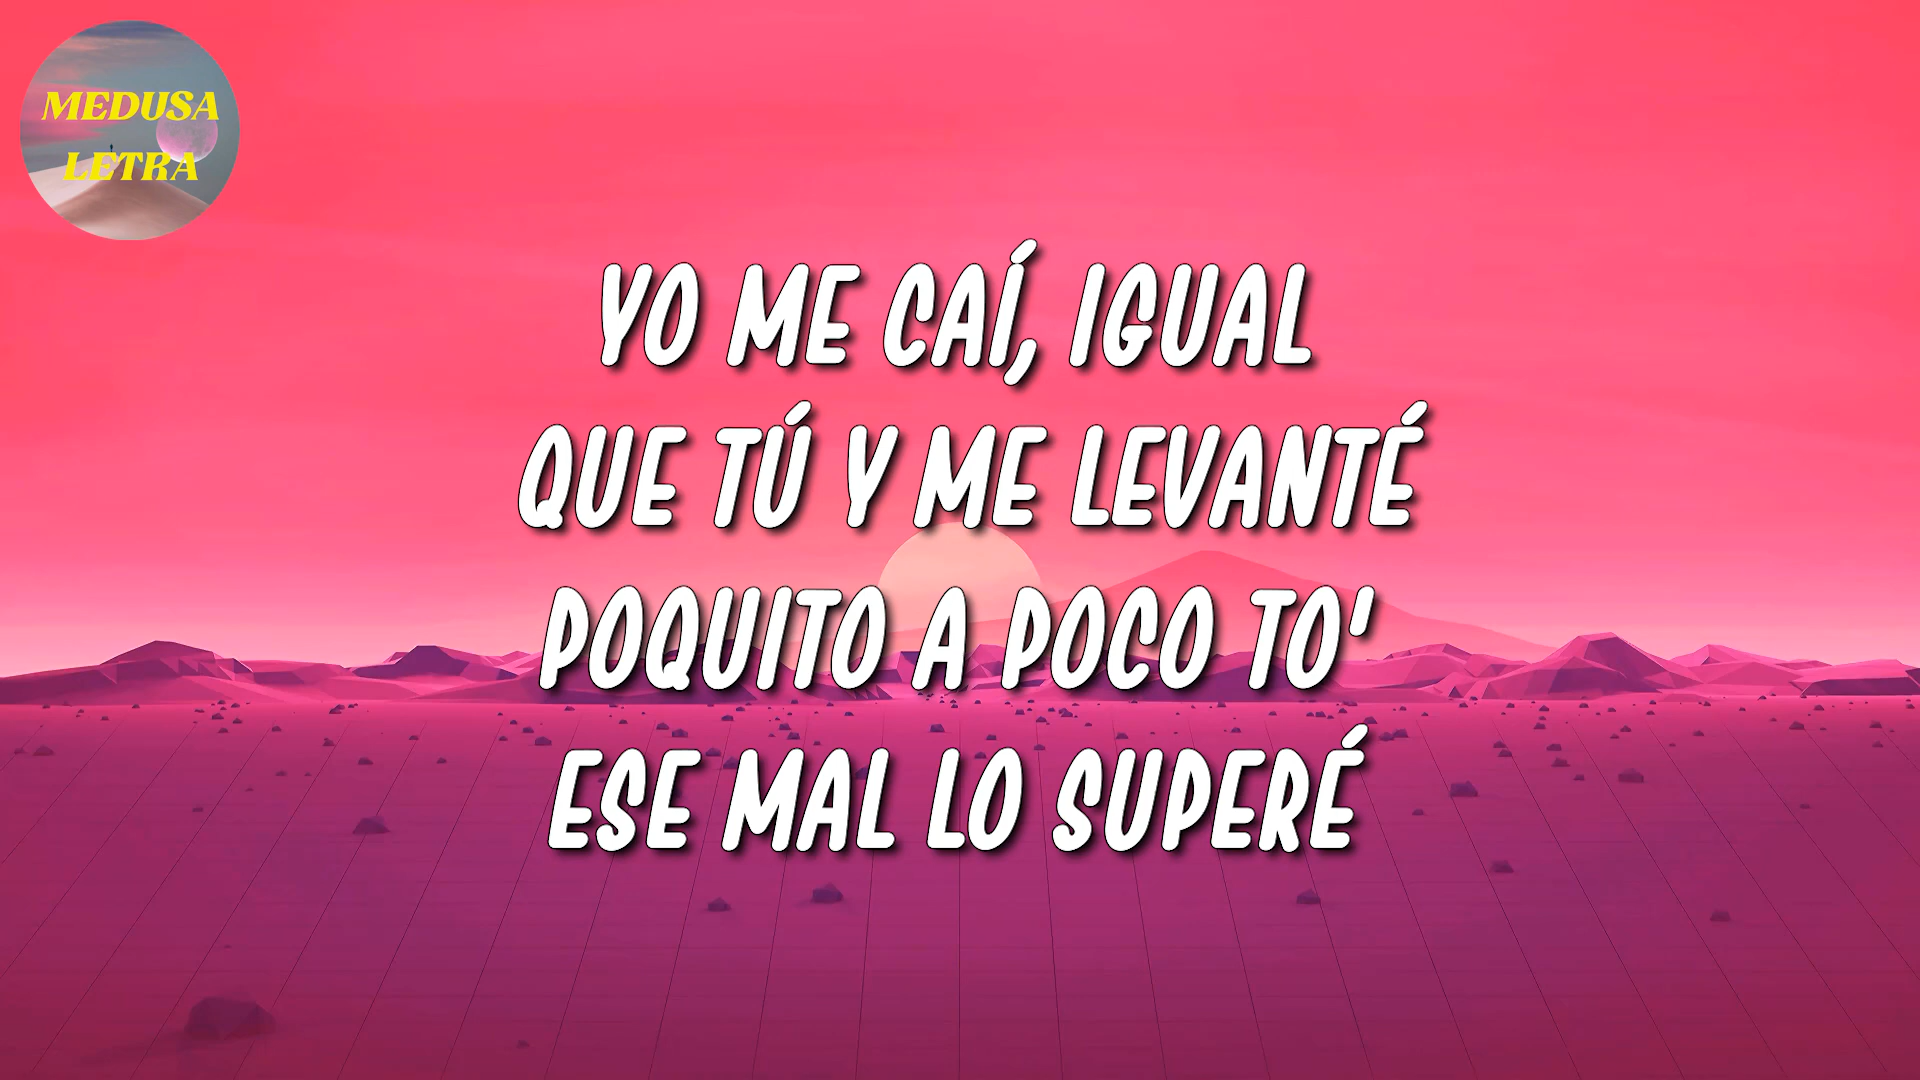 MEDUSA
LETRA
YO ME CAÍ, IGUAL
QUE TÚ Y ME LEVANTÉ
POQUITO A POCO TO'
ESE MAL LO SUPERÉ